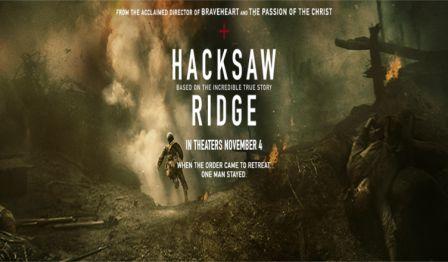 FROM THE ACCLAIMED DIRECTOR OF BRAVEHEART AND THE PASSION OF THE CHRIST
HACKSAW
BASED ON THE INCREDIBLE TRUE STORY
RIDGE
IN THEATERS NOVEMBER 4
WHEN THE ORDER CAME TO RETREAT
ONE MAN STAYED.